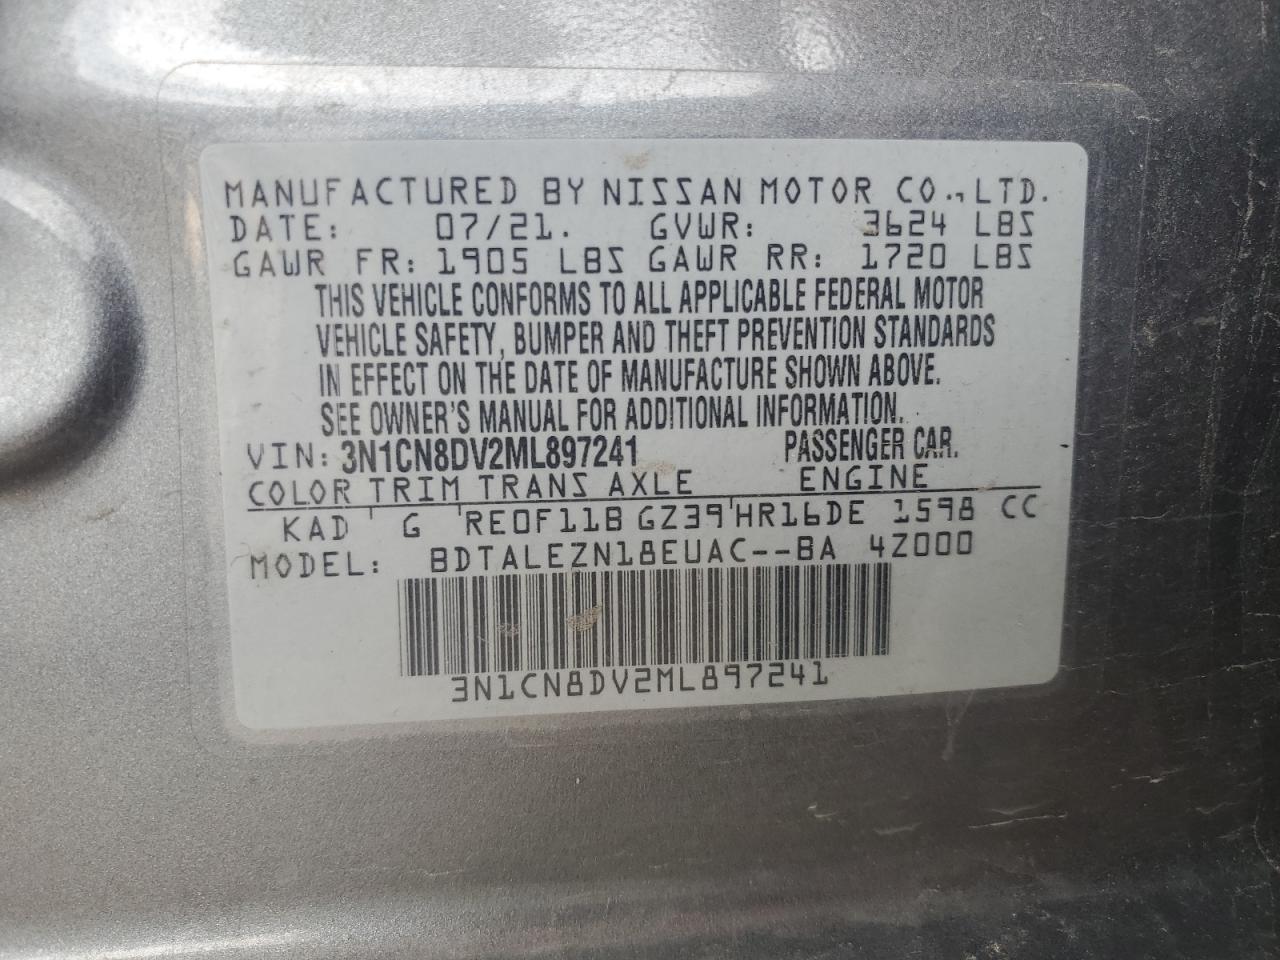 MANUFACTURED BY NISSAN MOTOR CO., LTD.
DATE: 07/21. GVWR: 3624 LBS
GAWR FR: 1905 LBS GAWR RR: 1720 LBS
THIS VEHICLE CONFORMS TO ALL APPLICABLE FEDERAL MOTOR
VEHICLE SAFETY, BUMPER AND THEFT PREVENTION STANDARDS
IN EFFECT ON THE DATE OF MANUFACTURE SHOWN ABOVE.
SEE OWNER'S MANUAL FOR ADDITIONAL INFORMATION.
VIN: 3N1CN8DV2ML897241 PASSENGER CAR.
COLOR TRIM TRANS AXLE ENGINE
KAD G RE0F11B GZ39 HR16DE 1598 CC
MODEL: BDTALEZN18EUAC--BA 4Z000
3N1CN8DV2ML897241